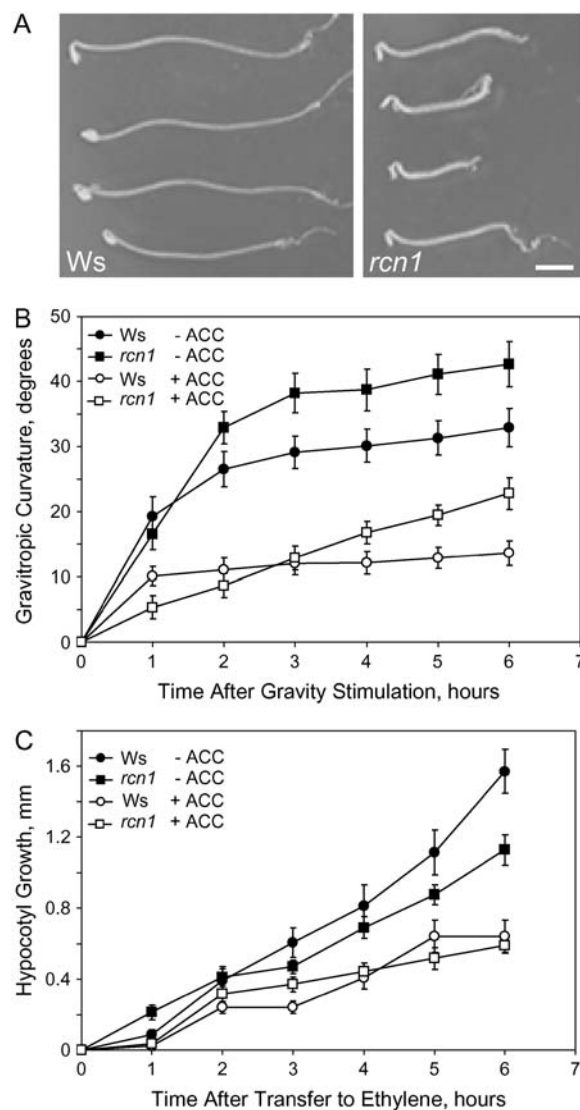 A
Ws
rcn1
B
Gravitropic Curvature, degrees
50
40
30
20
10
0
Ws - ACC
rcn1 - ACC
Ws + ACC
rcn1 + ACC
0 1 2 3 4 5 6 7
Time After Gravity Stimulation, hours
C
Hypocotyl Growth, mm
1.6
1.2
0.8
0.4
0
Ws - ACC
rcn1 - ACC
Ws + ACC
rcn1 + ACC
0 1 2 3 4 5 6 7
Time After Transfer to Ethylene, hours